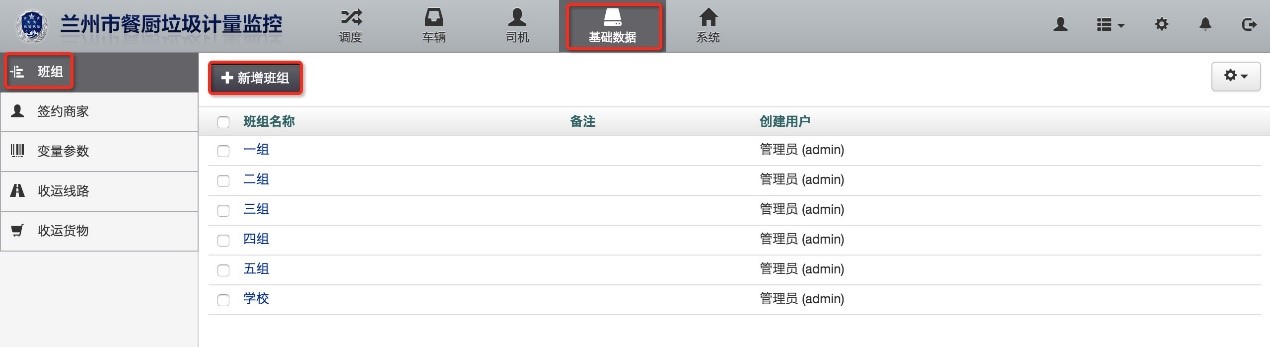 兰州市餐厨垃圾计量监控
调度 车辆 司机 基础数据 系统
班组
签约商家
变量参数
收运线路
收运货物
新增班组
班组名称 备注 创建用户
一组 管理员 (admin)
二组 管理员 (admin)
三组 管理员 (admin)
四组 管理员 (admin)
五组 管理员 (admin)
学校 管理员 (admin)